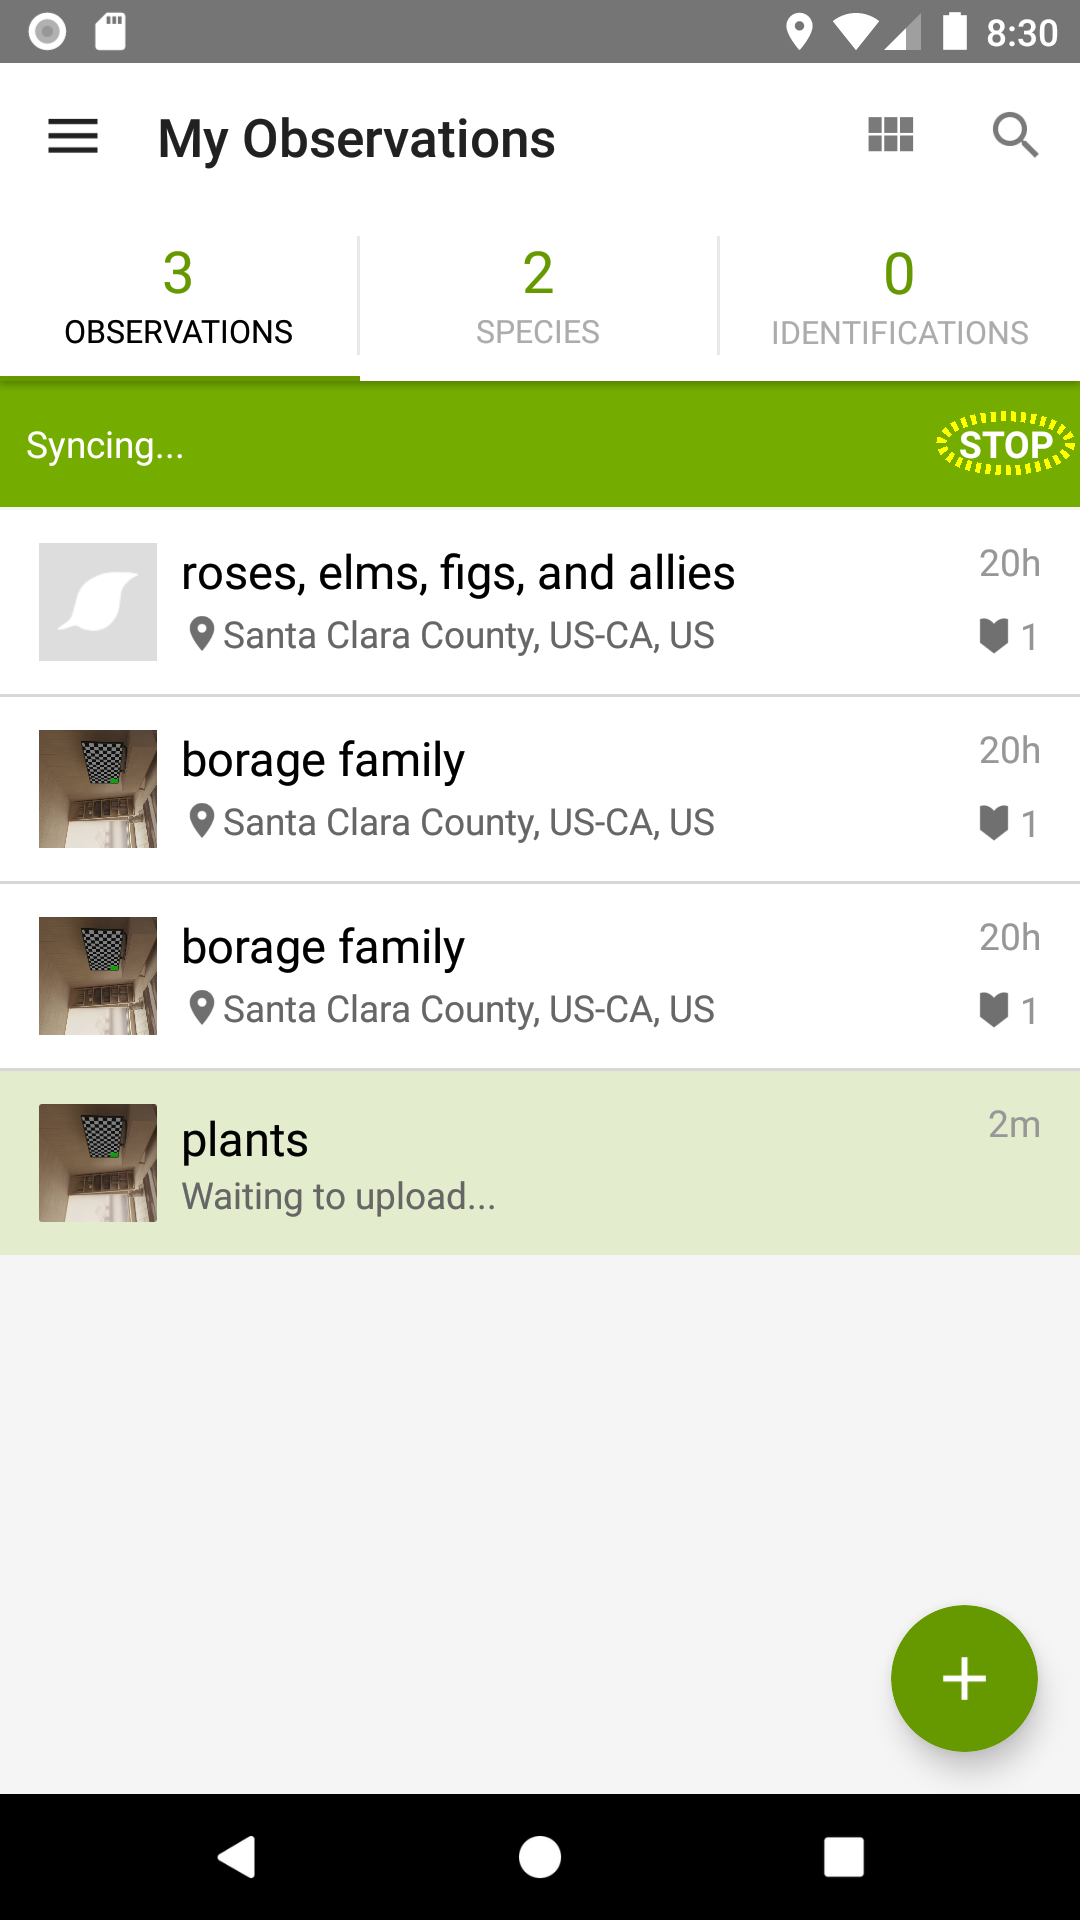 8:30
My Observations
3
OBSERVATIONS
2
SPECIES
0
IDENTIFICATIONS
Syncing...
STOP
roses, elms, figs, and allies
20h
Santa Clara County, US-CA, US
1
borage family
20h
Santa Clara County, US-CA, US
1
borage family
20h
Santa Clara County, US-CA, US
1
plants
2m
Waiting to upload...